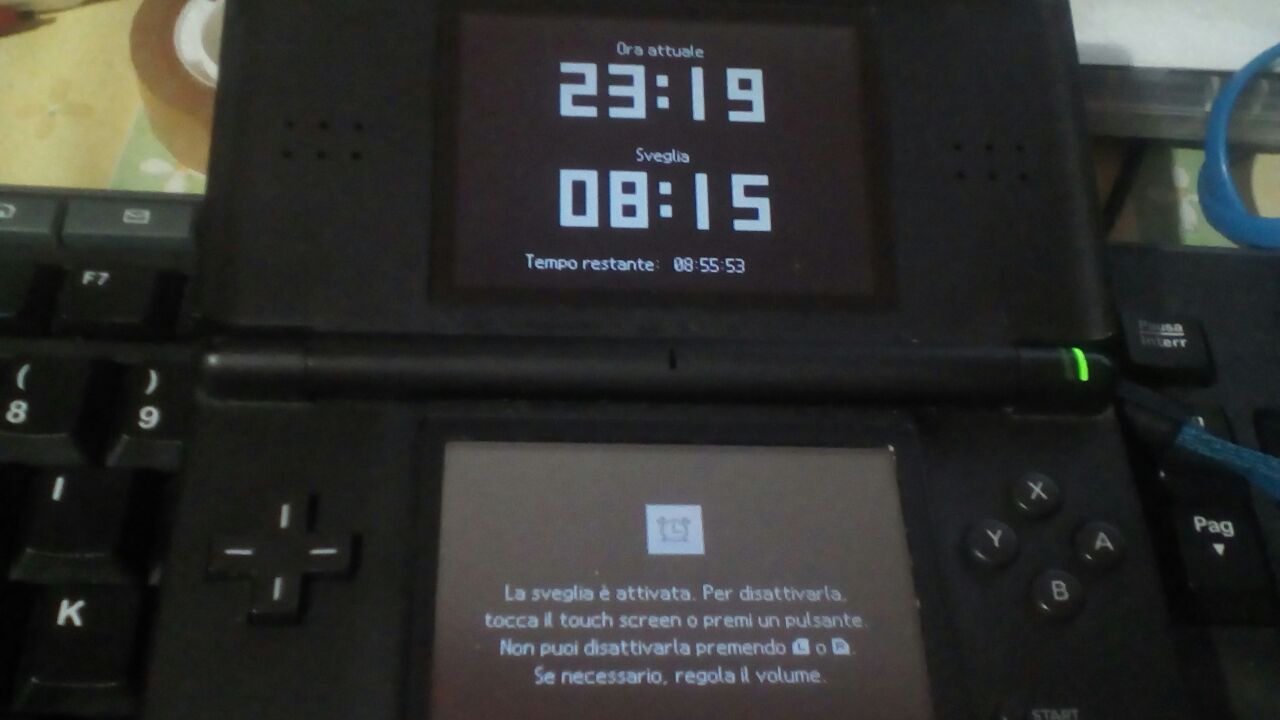 Ora attuale
23:19
Sveglia
08:15
Tempo restante: 08:55:53
F7
( 
8
)
9
I
K
Pausa
Interr
La sveglia è attivata. Per disattivarla,
tocca il touch screen o premi un pulsante.
Non puoi disattivarla premendo L o R.
Se necessario, regola il volume.
X
Y
A
B
Pag
START